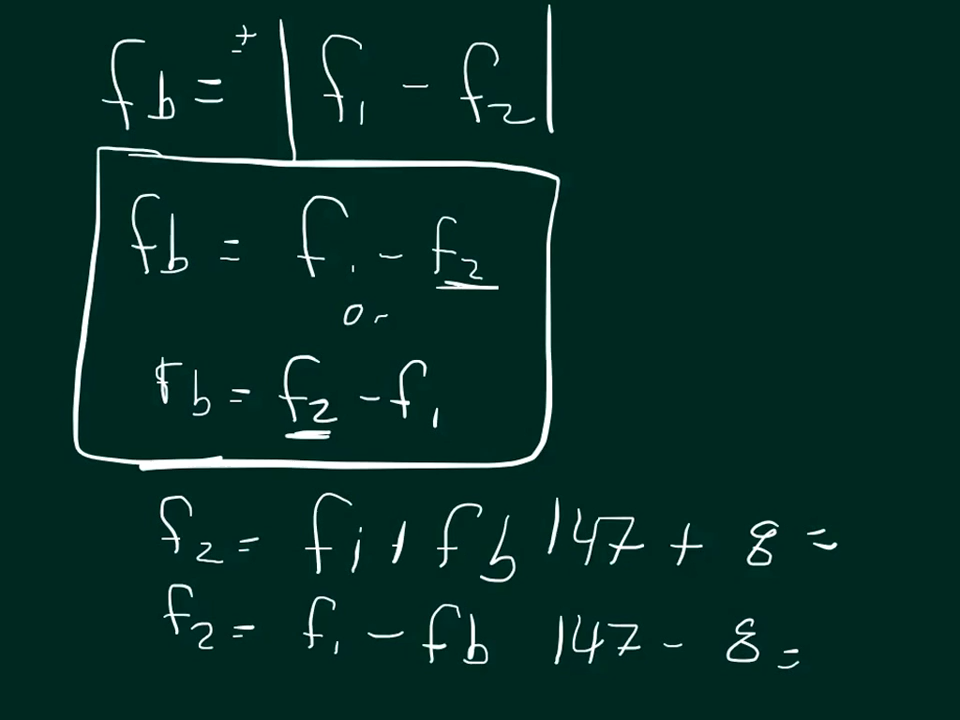 fb = ± | f1 - f2 |
fb = f1 - f2
or
fb = f2 - f1
f2 = f1 + fb 147 + 8 =
f2 = f1 - fb 147 - 8 =